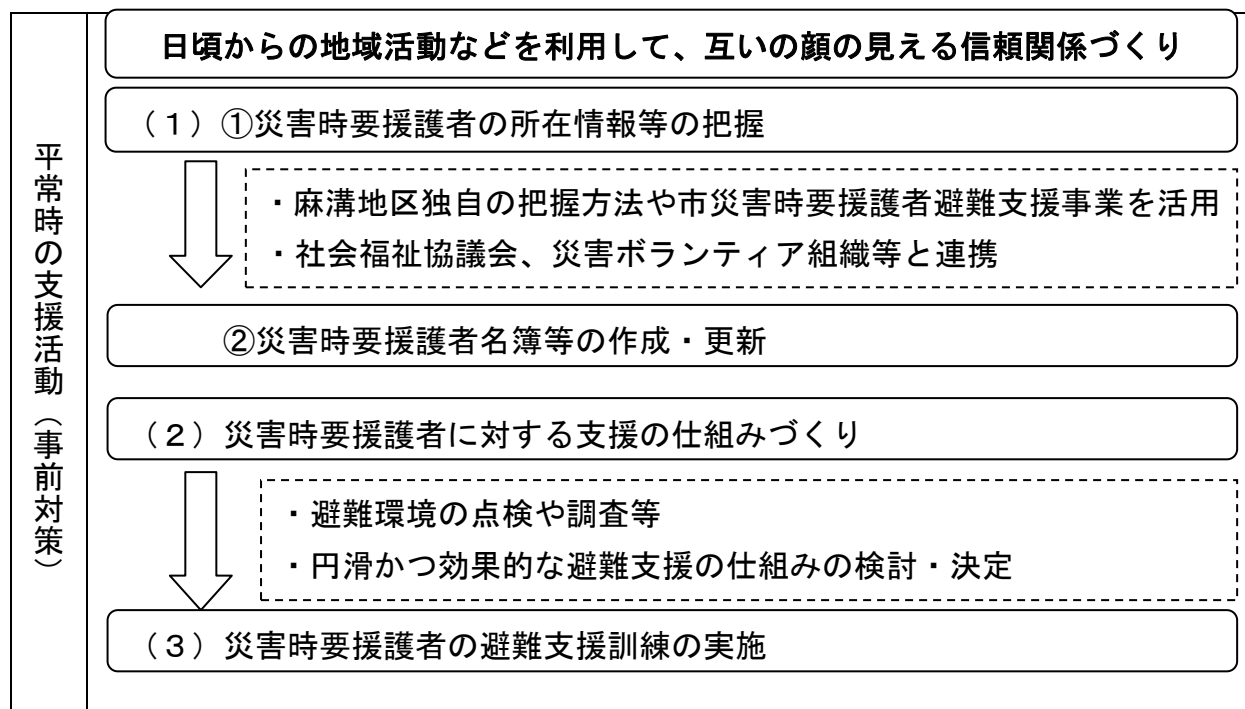 平常時の支援活動（事前対策）
日頃からの地域活動などを利用して、互いの顔の見える信頼関係づくり
（１）①災害時要援護者の所在情報等の把握
・麻溝地区独自の把握方法や市災害時要援護者避難支援事業を活用
・社会福祉協議会、災害ボランティア組織等と連携
②災害時要援護者名簿等の作成・更新
（２）災害時要援護者に対する支援の仕組みづくり
・避難環境の点検や調査等
・円滑かつ効果的な避難支援の仕組みの検討・決定
（３）災害時要援護者の避難支援訓練の実施